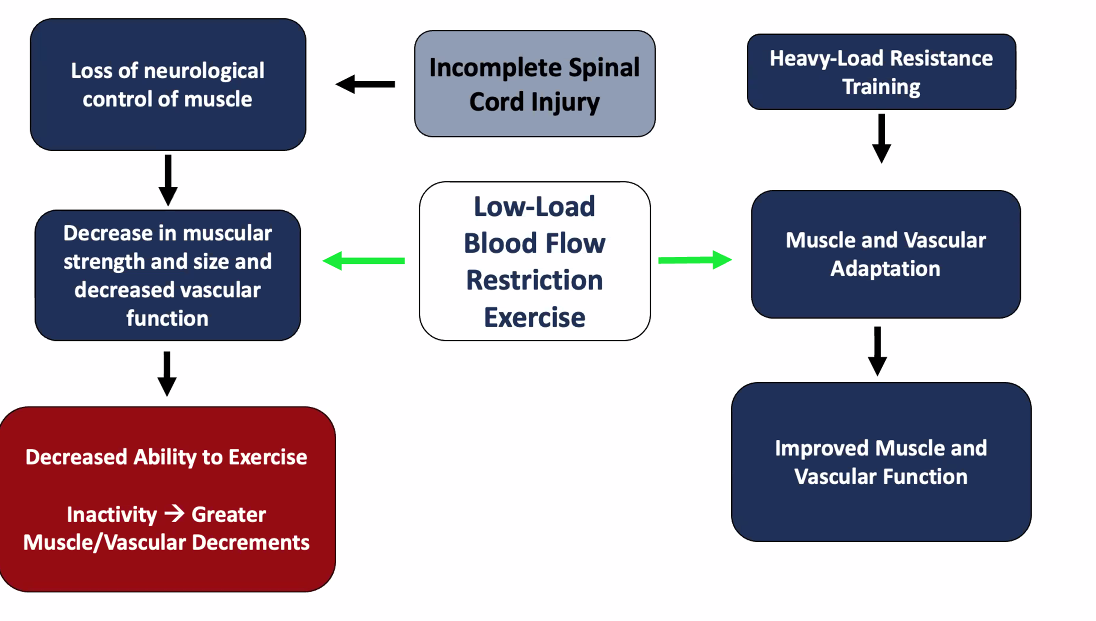 Loss of neurological
control of muscle
Incomplete Spinal
Cord Injury
Heavy-Load Resistance
Training
Decrease in muscular
strength and size and
decreased vascular
function
Low-Load
Blood Flow
Restriction
Exercise
Muscle and Vascular
Adaptation
Decreased Ability to Exercise
Inactivity → Greater
Muscle/Vascular Decrements
Improved Muscle and
Vascular Function